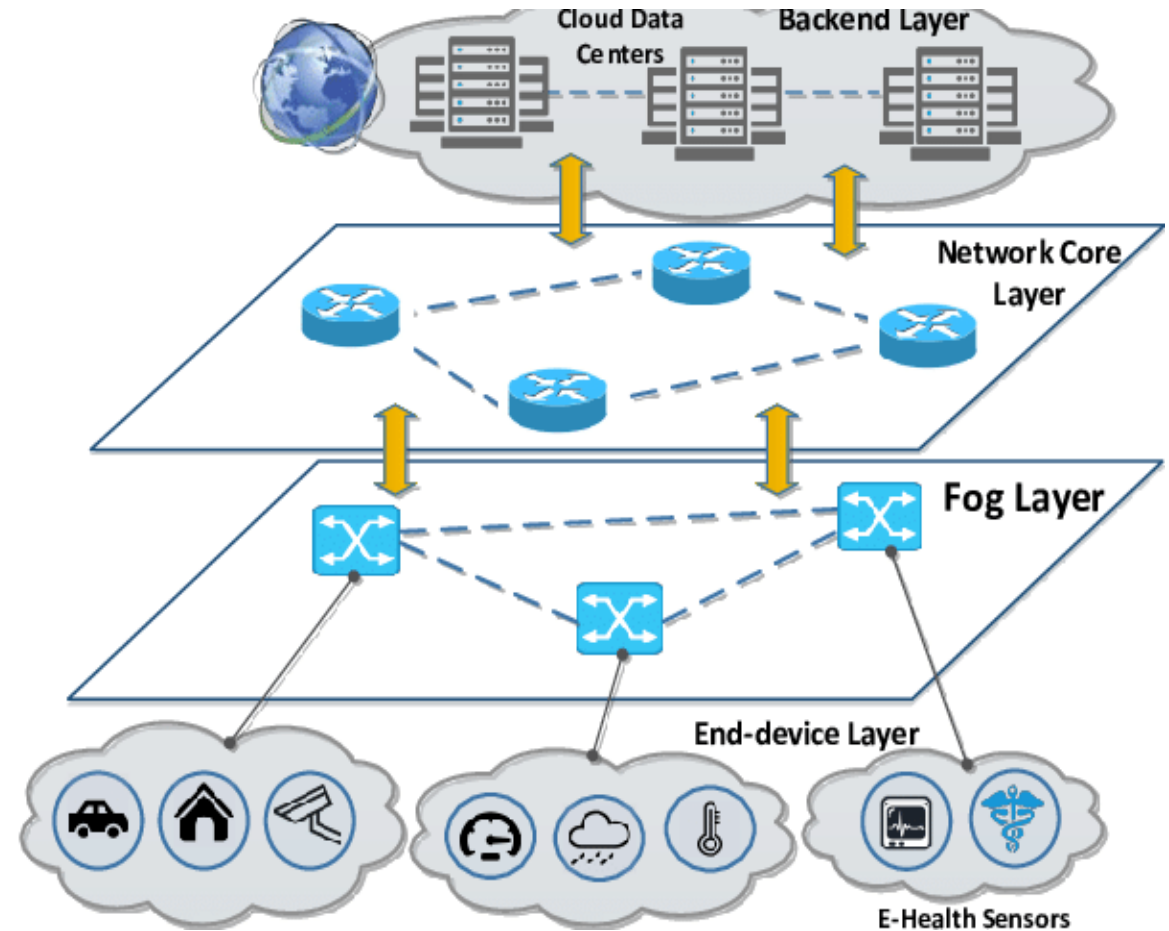 Cloud Data
Centers
Backend Layer
Network Core
Layer
Fog Layer
End-device Layer
E-Health Sensors